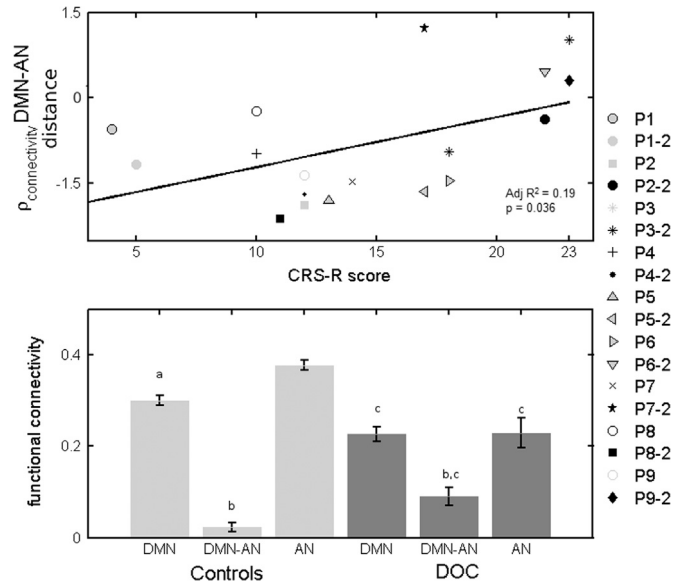 1.5
0
-1.5
ρconnectivity DMN-AN
distance
Adj R² = 0.19
p = 0.036
5
10
15
20
23
CRS-R score
P1
P1-2
P2
P2-2
P3
P3-2
P4
P4-2
P5
P5-2
P6
P6-2
P7
P7-2
P8
P8-2
P9
P9-2
functional connectivity
0.4
0.2
0
a
b
c
b,c
c
DMN
DMN-AN
AN
DMN
DMN-AN
AN
Controls
DOC